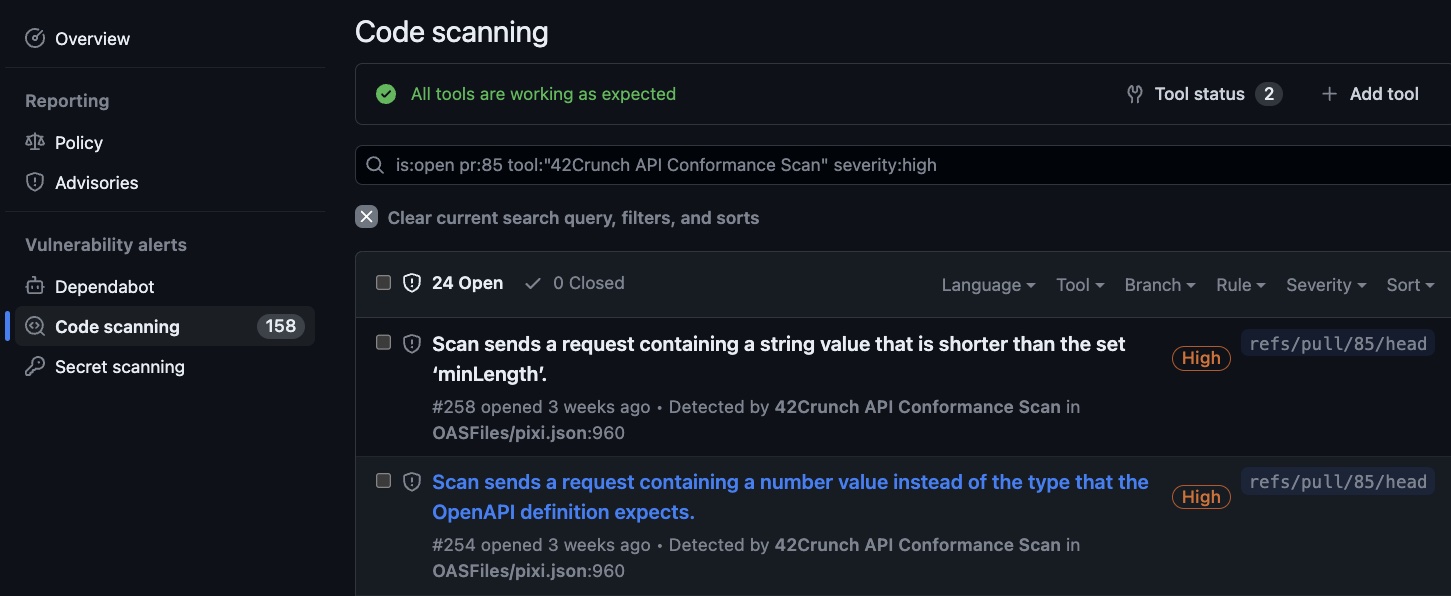 Overview
Reporting
Policy
Advisories
Vulnerability alerts
Dependabot
Code scanning 158
Secret scanning
Code scanning
All tools are working as expected
Tool status 2
Add tool
is:open pr:85 tool:"42Crunch API Conformance Scan" severity:high
Clear current search query, filters, and sorts
24 Open 0 Closed
Language Tool Branch Rule Severity Sort
Scan sends a request containing a string value that is shorter than the set
‘minLength’.
High refs/pull/85/head
#258 opened 3 weeks ago • Detected by 42Crunch API Conformance Scan in
OASFiles/pixi.json:960
Scan sends a request containing a number value instead of the type that the
OpenAPI definition expects.
High refs/pull/85/head
#254 opened 3 weeks ago • Detected by 42Crunch API Conformance Scan in
OASFiles/pixi.json:960